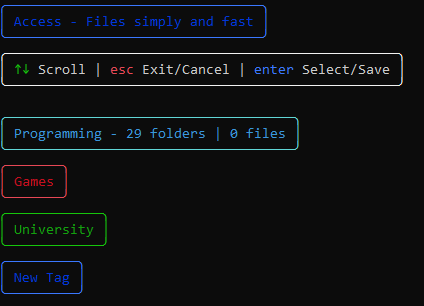 Access - Files simply and fast
↑↓ Scroll | esc Exit/Cancel | enter Select/Save
Programming - 29 folders | 0 files
Games
University
New Tag